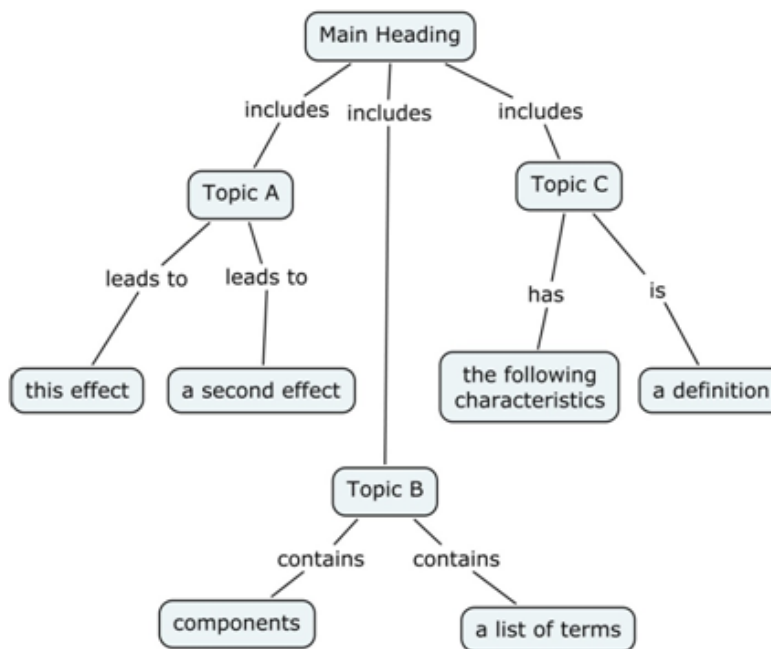 Main Heading
includes
includes
includes
Topic A
Topic C
leads to
leads to
has
is
this effect
a second effect
the following
characteristics
a definition
Topic B
contains
contains
components
a list of terms